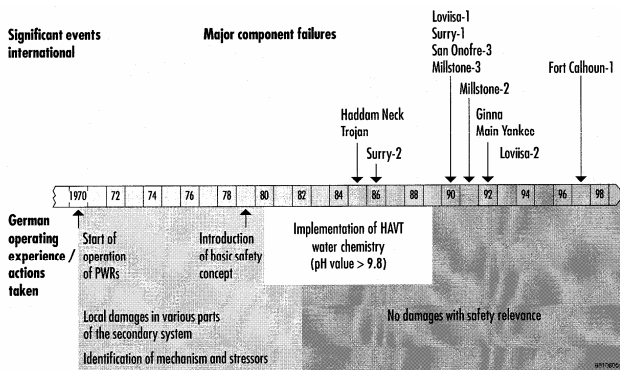 Significant events
international
Major component failures
Loviisa-1
Surry-1
San Onofre-3
Millstone-3
Fort Calhoun-1
Millstone-2
Haddam Neck
Trojan
Ginna
Main Yankee
Surry-2
Loviisa-2
1970 72 74 76 78 80 82 84 86 88 90 92 94 96 98
German
operating
experience /
actions
taken
Start of
operation
of PWRs
Introduction
of basic safety
concept
Implementation of HAVT
water chemistry
(pH value > 9.8)
Local damages in various parts
of the secondary system
No damages with safety relevance
Identification of mechanism and stressors